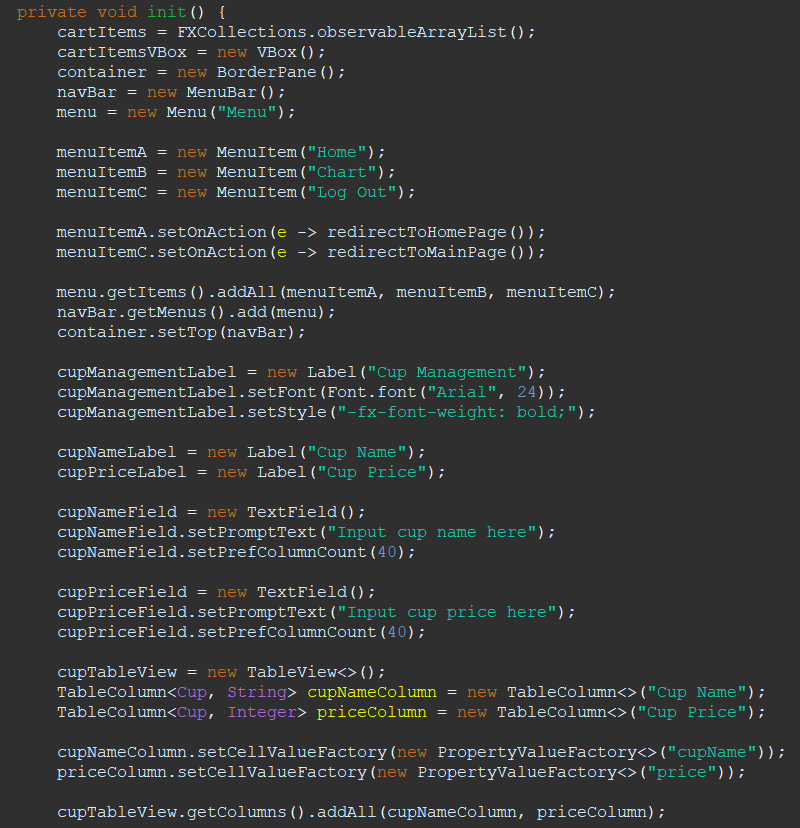 private void init() {
    cartItems = FXCollections.observableArrayList();
    cartItemsVBox = new VBox();
    container = new BorderPane();
    navBar = new MenuBar();
    menu = new Menu("Menu");

    menuItemA = new MenuItem("Home");
    menuItemB = new MenuItem("Chart");
    menuItemC = new MenuItem("Log Out");

    menuItemA.setOnAction(e -> redirectToHomePage());
    menuItemC.setOnAction(e -> redirectToMainPage());

    menu.getItems().addAll(menuItemA, menuItemB, menuItemC);
    navBar.getMenus().add(menu);
    container.setTop(navBar);

    cupManagementLabel = new Label("Cup Management");
    cupManagementLabel.setFont(Font.font("Arial", 24));
    cupManagementLabel.setStyle("-fx-font-weight: bold;");

    cupNameLabel = new Label("Cup Name");
    cupPriceLabel = new Label("Cup Price");

    cupNameField = new TextField();
    cupNameField.setPromptText("Input cup name here");
    cupNameField.setPrefColumnCount(40);

    cupPriceField = new TextField();
    cupPriceField.setPromptText("Input cup price here");
    cupPriceField.setPrefColumnCount(40);

    cupTableView = new TableView<>();
    TableColumn<Cup, String> cupNameColumn = new TableColumn<>("Cup Name");
    TableColumn<Cup, Integer> priceColumn = new TableColumn<>("Cup Price");

    cupNameColumn.setCellValueFactory(new PropertyValueFactory<>("cupName"));
    priceColumn.setCellValueFactory(new PropertyValueFactory<>("price"));

    cupTableView.getColumns().addAll(cupNameColumn, priceColumn);